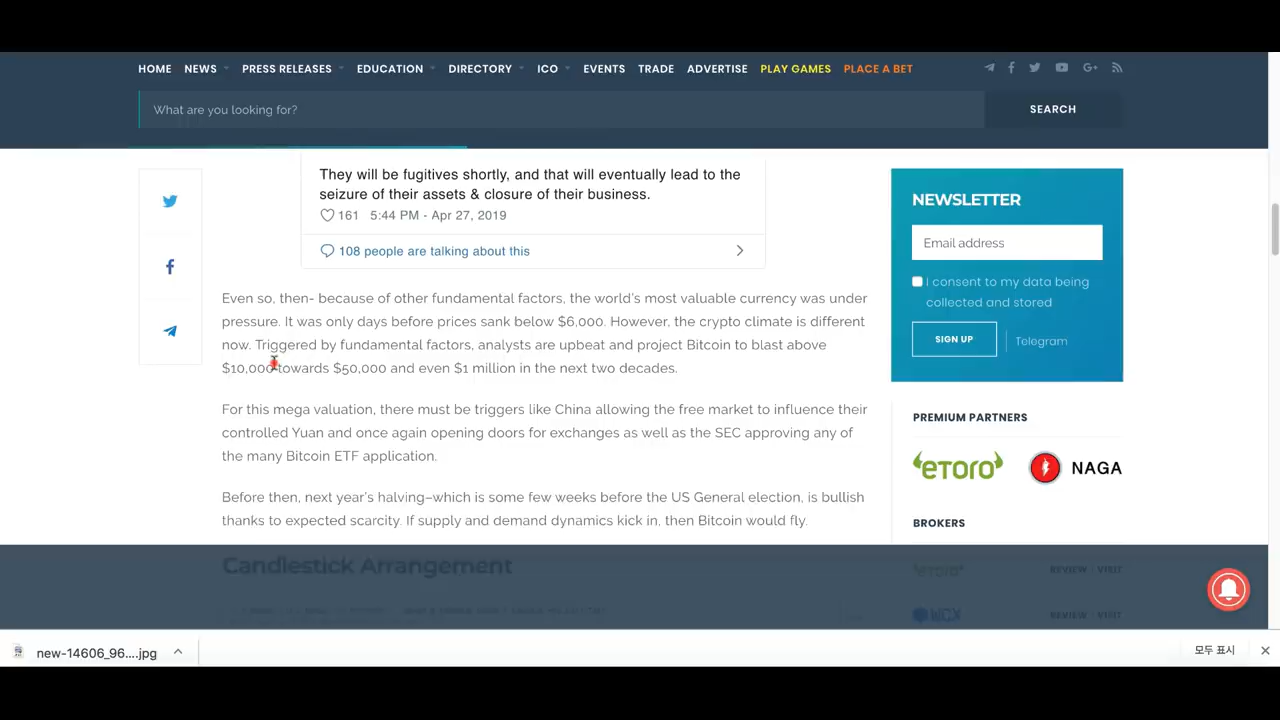 HOME NEWS PRESS RELEASES EDUCATION DIRECTORY ICO EVENTS TRADE ADVERTISE PLAY GAMES PLACE A BET
What are you looking for? SEARCH
They will be fugitives shortly, and that will eventually lead to the
seizure of their assets & closure of their business.
161 5:44 PM - Apr 27, 2019
108 people are talking about this
Even so, then- because of other fundamental factors, the world's most valuable currency was under
pressure. It was only days before prices sank below $6,000. However, the crypto climate is different
now. Triggered by fundamental factors, analysts are upbeat and project Bitcoin to blast above
$10,000 towards $50,000 and even $1 million in the next two decades.
For this mega valuation, there must be triggers like China allowing the free market to influence their
controlled Yuan and once again opening doors for exchanges as well as the SEC approving any of
the many Bitcoin ETF application.
Before then, next year's halving–which is some few weeks before the US General election, is bullish
thanks to expected scarcity. If supply and demand dynamics kick in, then Bitcoin would fly.
Candlestick Arrangement
NEWSLETTER
Email address
I consent to my data being
collected and stored
SIGN UP Telegram
PREMIUM PARTNERS
eToro NAGA
BROKERS
eToro REVIEW VISIT
REVIEW VISIT
new-14606_96....jpg 모두 표시